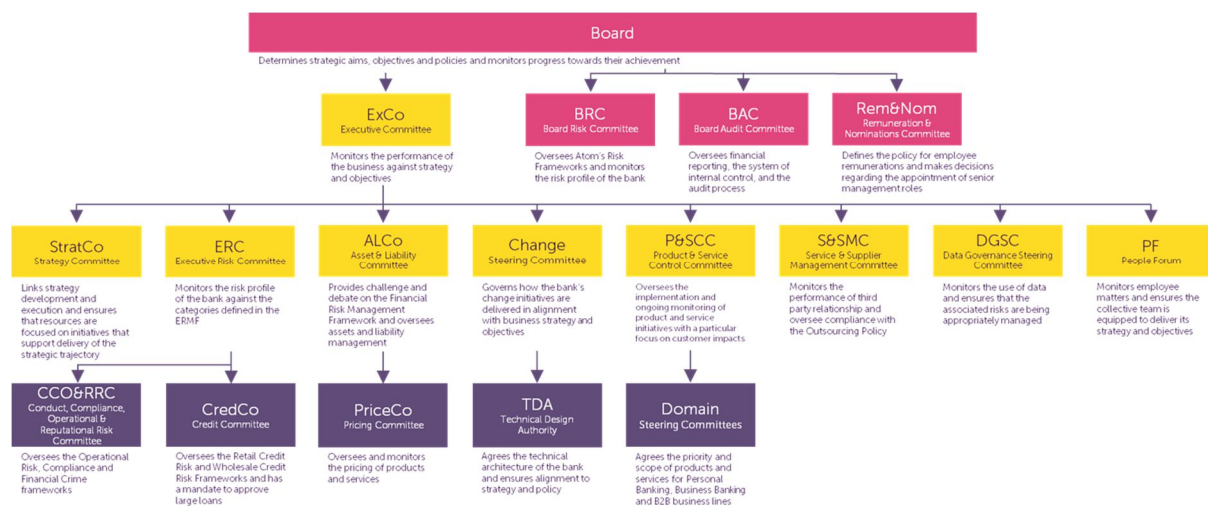 Board
Determines strategic aims, objectives and policies and monitors progress towards their achievement
ExCo
Executive Committee
Monitors the performance of
the business against strategy
and objectives
BRC
Board Risk Committee
Oversees Atom's Risk
Frameworks and monitors
the risk profile of the bank
BAC
Board Audit Committee
Oversees financial
reporting, the system of
internal control, and the
audit process
Rem&Nom
Remuneration &
Nominations Committee
Defines the policy for employee
remunerations and makes decisions
regarding the appointment of senior
management roles
StratCo
Strategy Committee
Links strategy
development and
execution and ensures
that resources are
focused on initiatives that
support delivery of the
strategic trajectory
ERC
Executive Risk Committee
Monitors the risk profile
of the bank against the
categories defined in the
ERMF
ALCo
Asset & Liability
Committee
Provides challenge and
debate on the Financial
Risk Management
Framework and oversees
assets and liability
management
Change
Steering Committee
Governs how the bank's
change initiatives are
delivered in alignment
with business strategy and
objectives
P&SCC
Product & Service
Control Committee
Oversees the
implementation and
ongoing monitoring of
product and service
initiatives with a particular
focus on customer impacts
S&SMC
Service & Supplier
Management Committee
Monitors the
performance of third
party relationship and
oversee compliance with
the Outsourcing Policy
DGSC
Data Governance Steering
Committee
Monitors the use of data
and ensures that the
associated risks are being
appropriately managed
PF
People Forum
Monitors employee
matters and ensures the
collective team is
equipped to deliver its
strategy and objectives
CCO&RRC
Conduct, Compliance,
Operational &
Reputational Risk
Committee
Oversees the Operational
Risk, Compliance and
Financial Crime
frameworks
CredCo
Credit Committee
Oversees the Retail Credit
Risk and Wholesale Credit
Risk Frameworks and has
a mandate to approve
large loans
PriceCo
Pricing Committee
Oversees and monitors
the pricing of products
and services
TDA
Technical Design
Authority
Agrees the technical
architecture of the bank
and ensures alignment to
strategy and policy
Domain
Steering Committees
Agrees the priority and
scope of products and
services for Personal
Banking, Business Banking
and B2B business lines